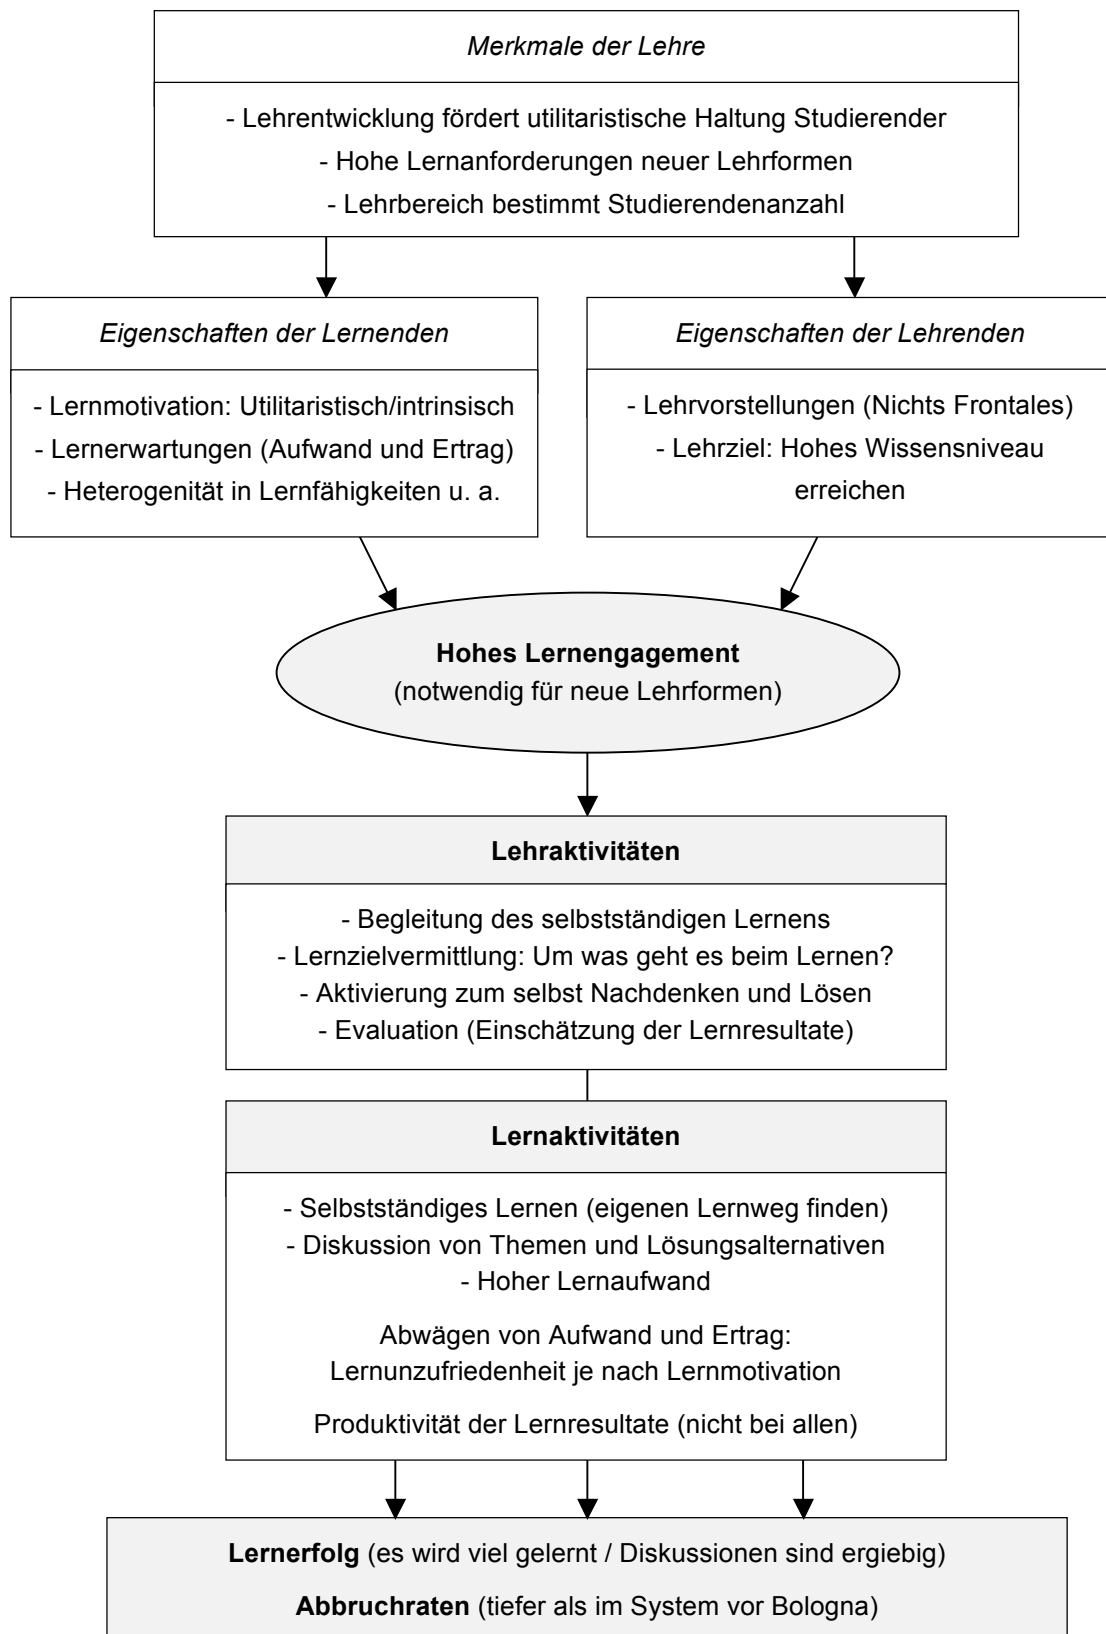 Merkmale der Lehre
- Lehrentwicklung fördert utilitaristische Haltung Studierender
- Hohe Lernanforderungen neuer Lehrformen
- Lehrbereich bestimmt Studierendenanzahl
Eigenschaften der Lernenden
- Lernmotivation: Utilitaristisch/intrinsisch
- Lernerwartungen (Aufwand und Ertrag)
- Heterogenität in Lernfähigkeiten u. a.
Eigenschaften der Lehrenden
- Lehrvorstellungen (Nichts Frontales)
- Lehrziel: Hohes Wissensniveau
erreichen
Hohes Lernengagement
(notwendig für neue Lehrformen)
Lehraktivitäten
- Begleitung des selbstständigen Lernens
- Lernzielvermittlung: Um was geht es beim Lernen?
- Aktivierung zum selbst Nachdenken und Lösen
- Evaluation (Einschätzung der Lernresultate)
Lernaktivitäten
- Selbstständiges Lernen (eigenen Lernweg finden)
- Diskussion von Themen und Lösungsalternativen
- Hoher Lernaufwand
Abwägen von Aufwand und Ertrag:
Lernunzufriedenheit je nach Lernmotivation
Produktivität der Lernresultate (nicht bei allen)
Lernerfolg (es wird viel gelernt / Diskussionen sind ergiebig)
Abbruchraten (tiefer als im System vor Bologna)